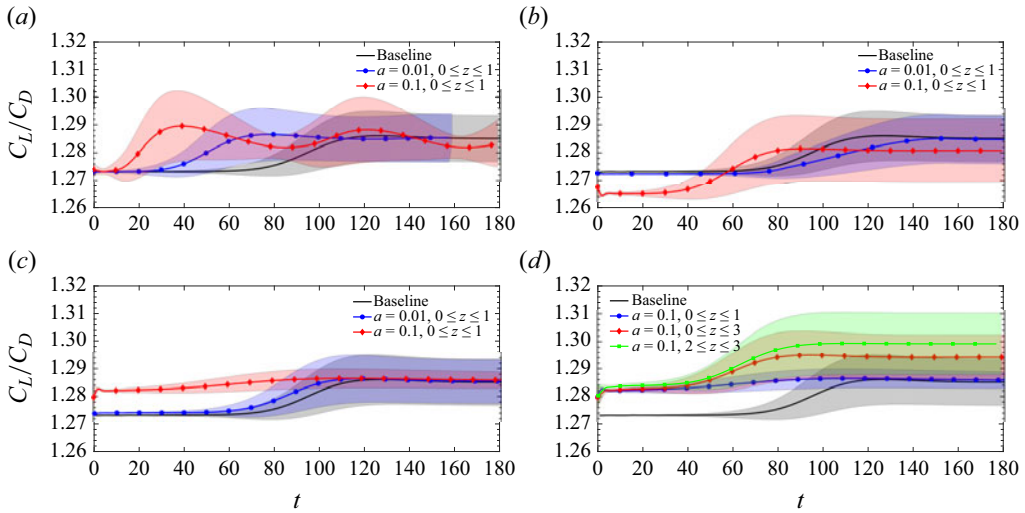 (a)
1.32
1.31
1.30
1.29
1.28
1.27
1.26
C_L/C_D
Baseline
a = 0.01, 0 ≤ z ≤ 1
a = 0.1, 0 ≤ z ≤ 1
0 20 40 60 80 100 120 140 160 180
(b)
1.32
1.31
1.30
1.29
1.28
1.27
1.26
Baseline
a = 0.01, 0 ≤ z ≤ 1
a = 0.1, 0 ≤ z ≤ 1
0 20 40 60 80 100 120 140 160 180
(c)
1.32
1.31
1.30
1.29
1.28
1.27
1.26
C_L/C_D
Baseline
a = 0.01, 0 ≤ z ≤ 1
a = 0.1, 0 ≤ z ≤ 1
0 20 40 60 80 100 120 140 160 180
t
(d)
1.32
1.31
1.30
1.29
1.28
1.27
1.26
Baseline
a = 0.1, 0 ≤ z ≤ 1
a = 0.1, 0 ≤ z ≤ 3
a = 0.1, 2 ≤ z ≤ 3
0 20 40 60 80 100 120 140 160 180
t